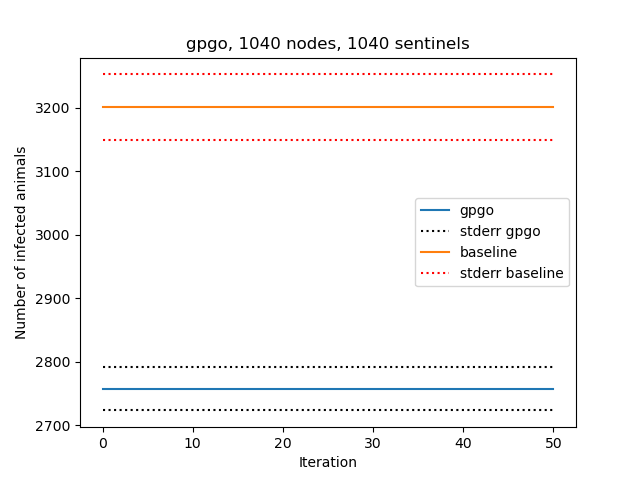 gpgo, 1040 nodes, 1040 sentinels
Number of infected animals
3200
3100
3000
2900
2800
2700
gpgo
stderr gpgo
baseline
stderr baseline
0 10 20 30 40 50
Iteration